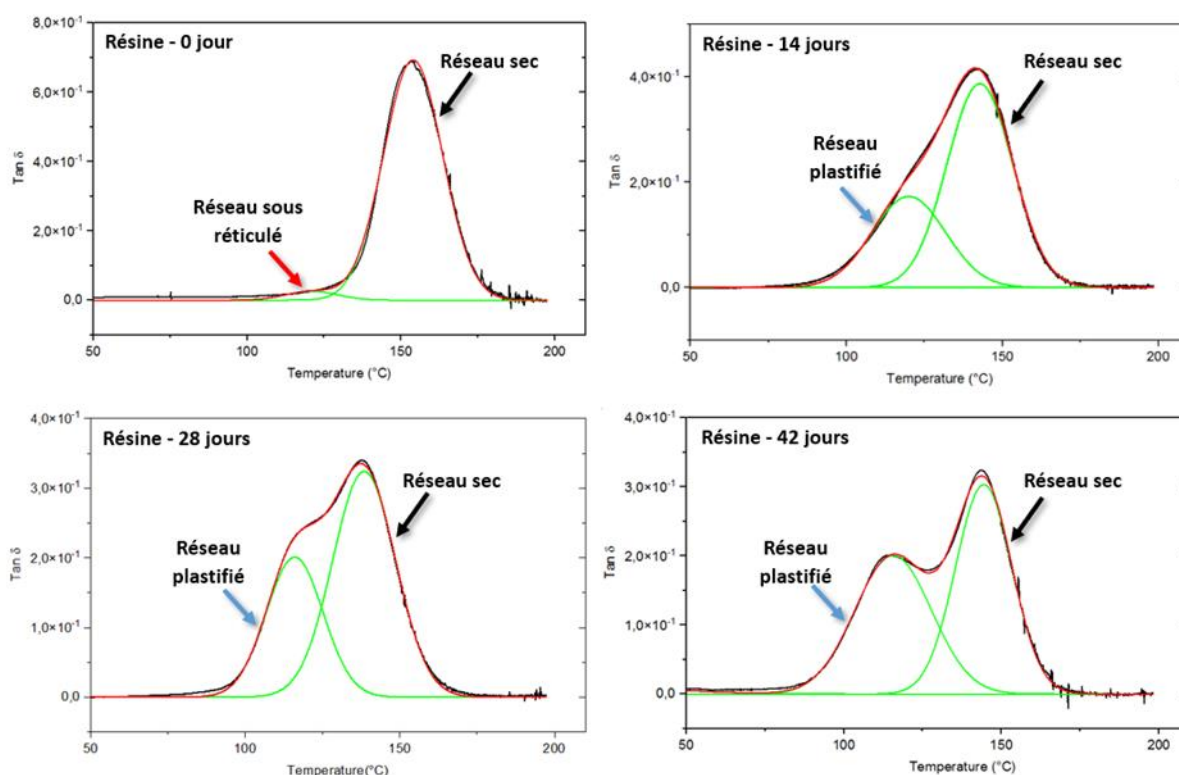 Résine - 0 jour
8,0×10⁻¹
6,0×10⁻¹
4,0×10⁻¹
2,0×10⁻¹
0,0
Tan δ
Réseau sec
Réseau sous
réticulé
50
100
150
200
Temperature (°C)
Résine - 14 jours
4,0×10⁻¹
2,0×10⁻¹
0,0
Tan δ
Réseau sec
Réseau
plastifié
50
100
150
200
Temperature (°C)
Résine - 28 jours
4,0×10⁻¹
3,0×10⁻¹
2,0×10⁻¹
1,0×10⁻¹
0,0
Tan δ
Réseau sec
Réseau
plastifié
50
100
150
200
Temperature(°C)
Résine - 42 jours
4,0×10⁻¹
3,0×10⁻¹
2,0×10⁻¹
1,0×10⁻¹
0,0
Tan δ
Réseau sec
Réseau
plastifié
50
100
150
200
Temperature (°C)